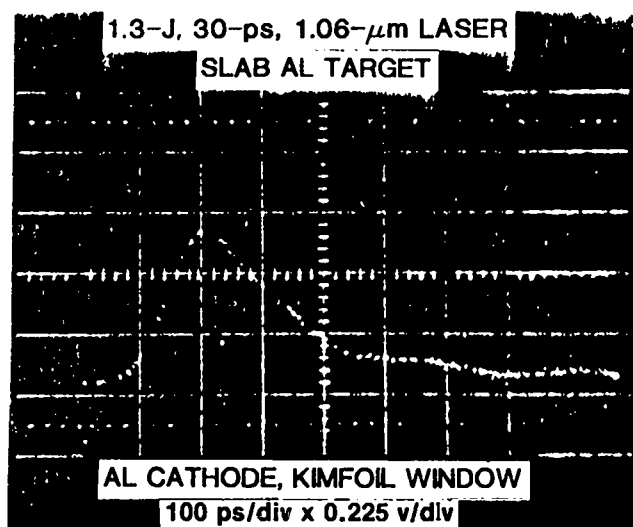 1.3-J, 30-ps, 1.06-μm LASER
SLAB AL TARGET
AL CATHODE, KIMFOIL WINDOW
100 ps/div x 0.225 v/div